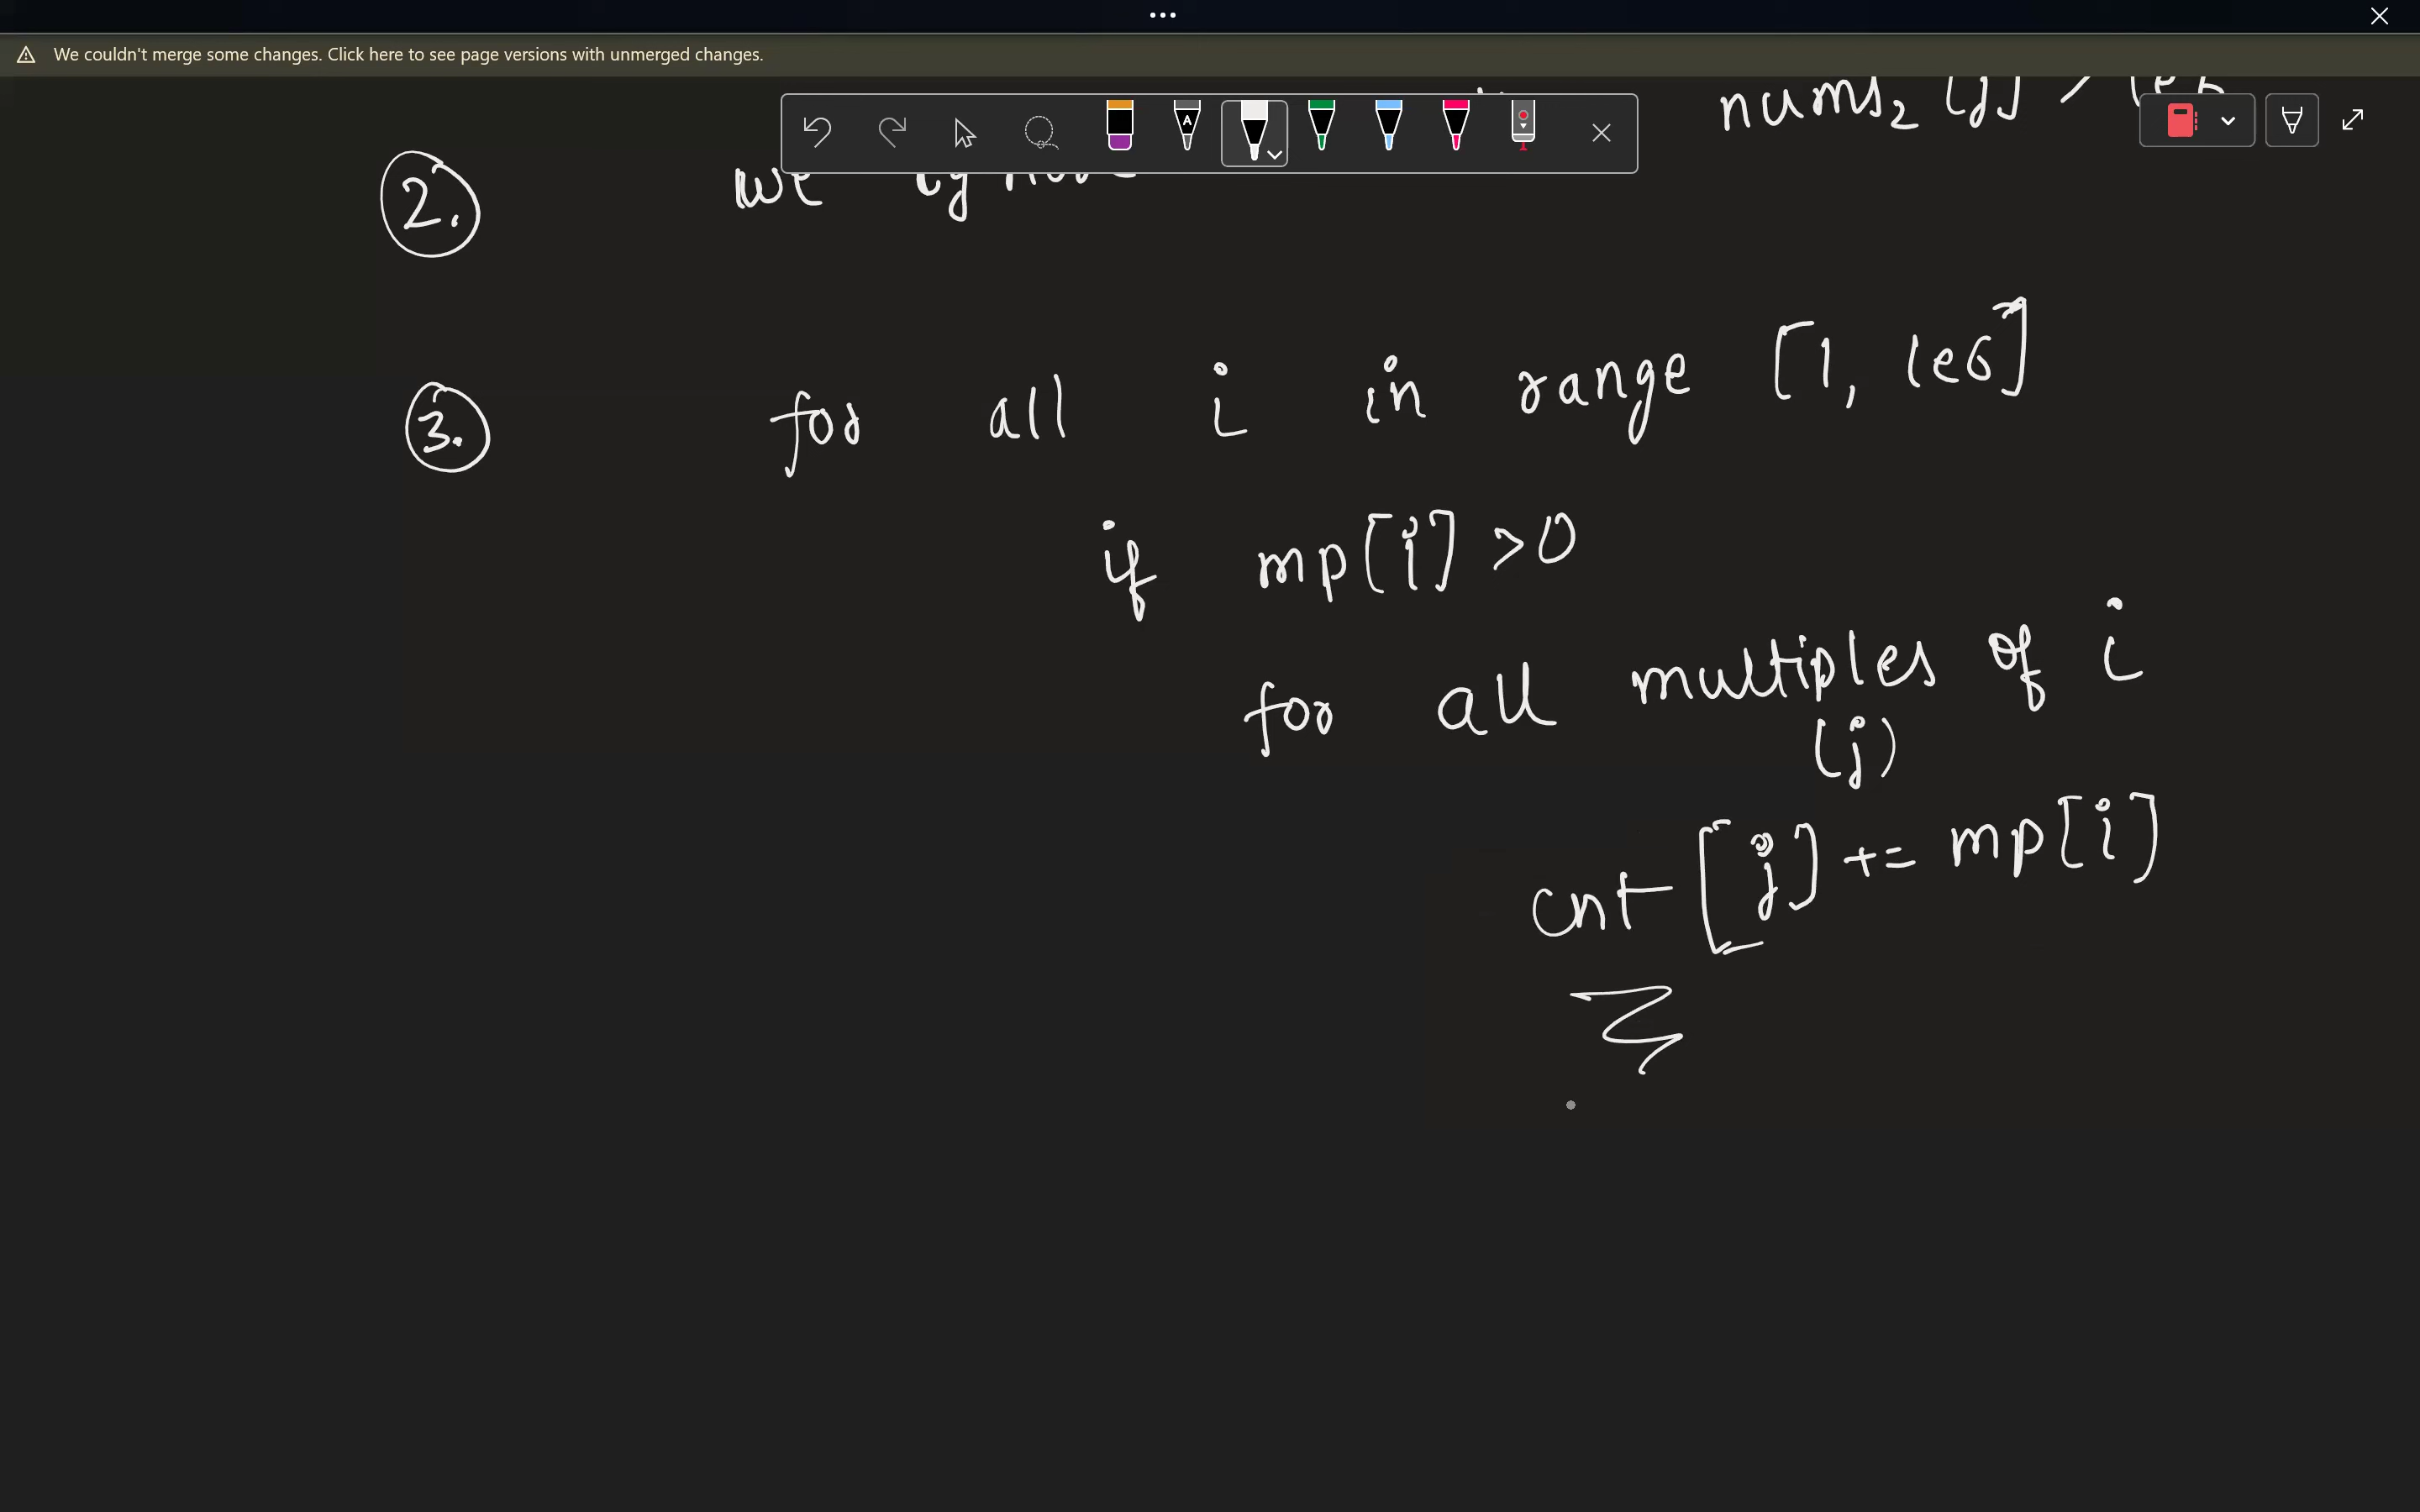 We couldn't merge some changes. Click here to see page versions with unmerged changes.
nums₂ [j] >
2. we
3. for all i in range [1, 1e6]
if mp[i] >0
for all multiples of i
(j)
cnt [j] += mp[i]